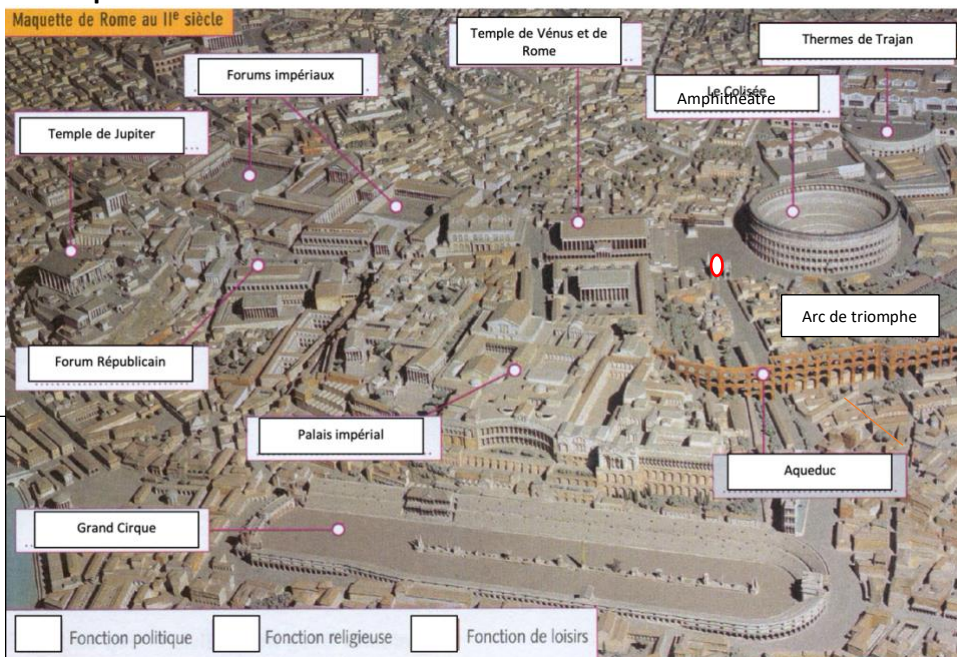 Maquette de Rome au IIᵉ siècle
Temple de Vénus et de
Rome
Thermes de Trajan
Forums impériaux
Le Colisée
Amphithéatre
Temple de Jupiter
Arc de triomphe
Forum Républicain
Palais impérial
Aqueduc
Grand Cirque
Fonction politique
Fonction religieuse
Fonction de loisirs